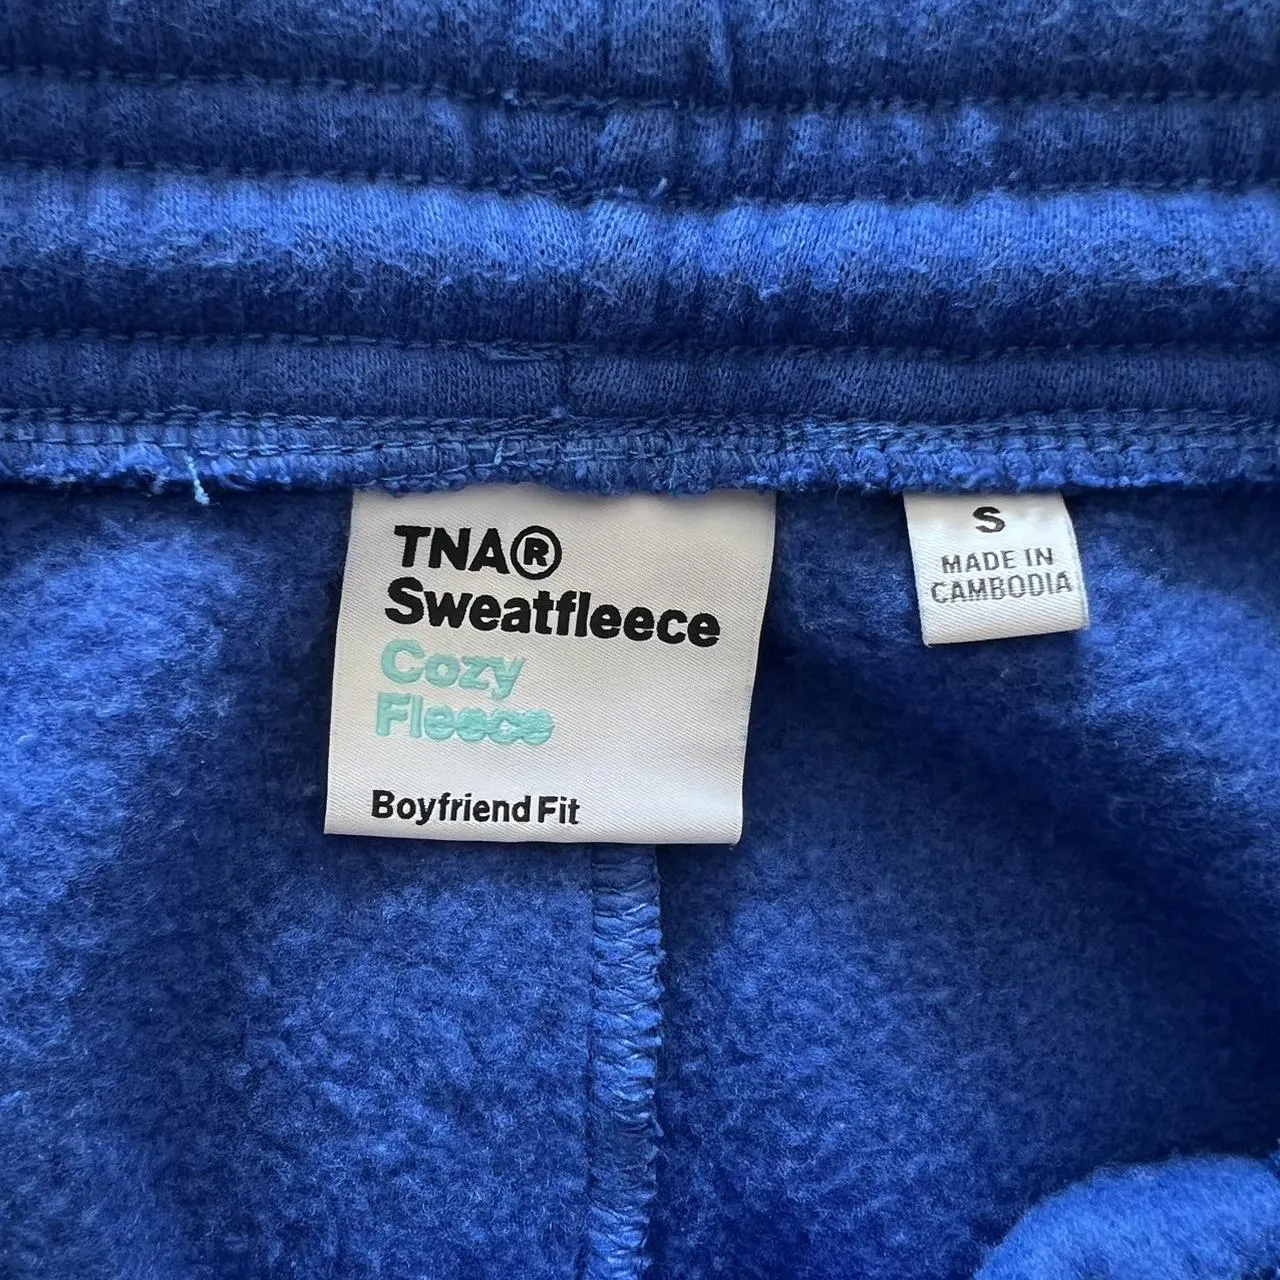 TNA®
Sweatfleece
Cozy
Fleece
Boyfriend Fit
S
MADE IN
CAMBODIA